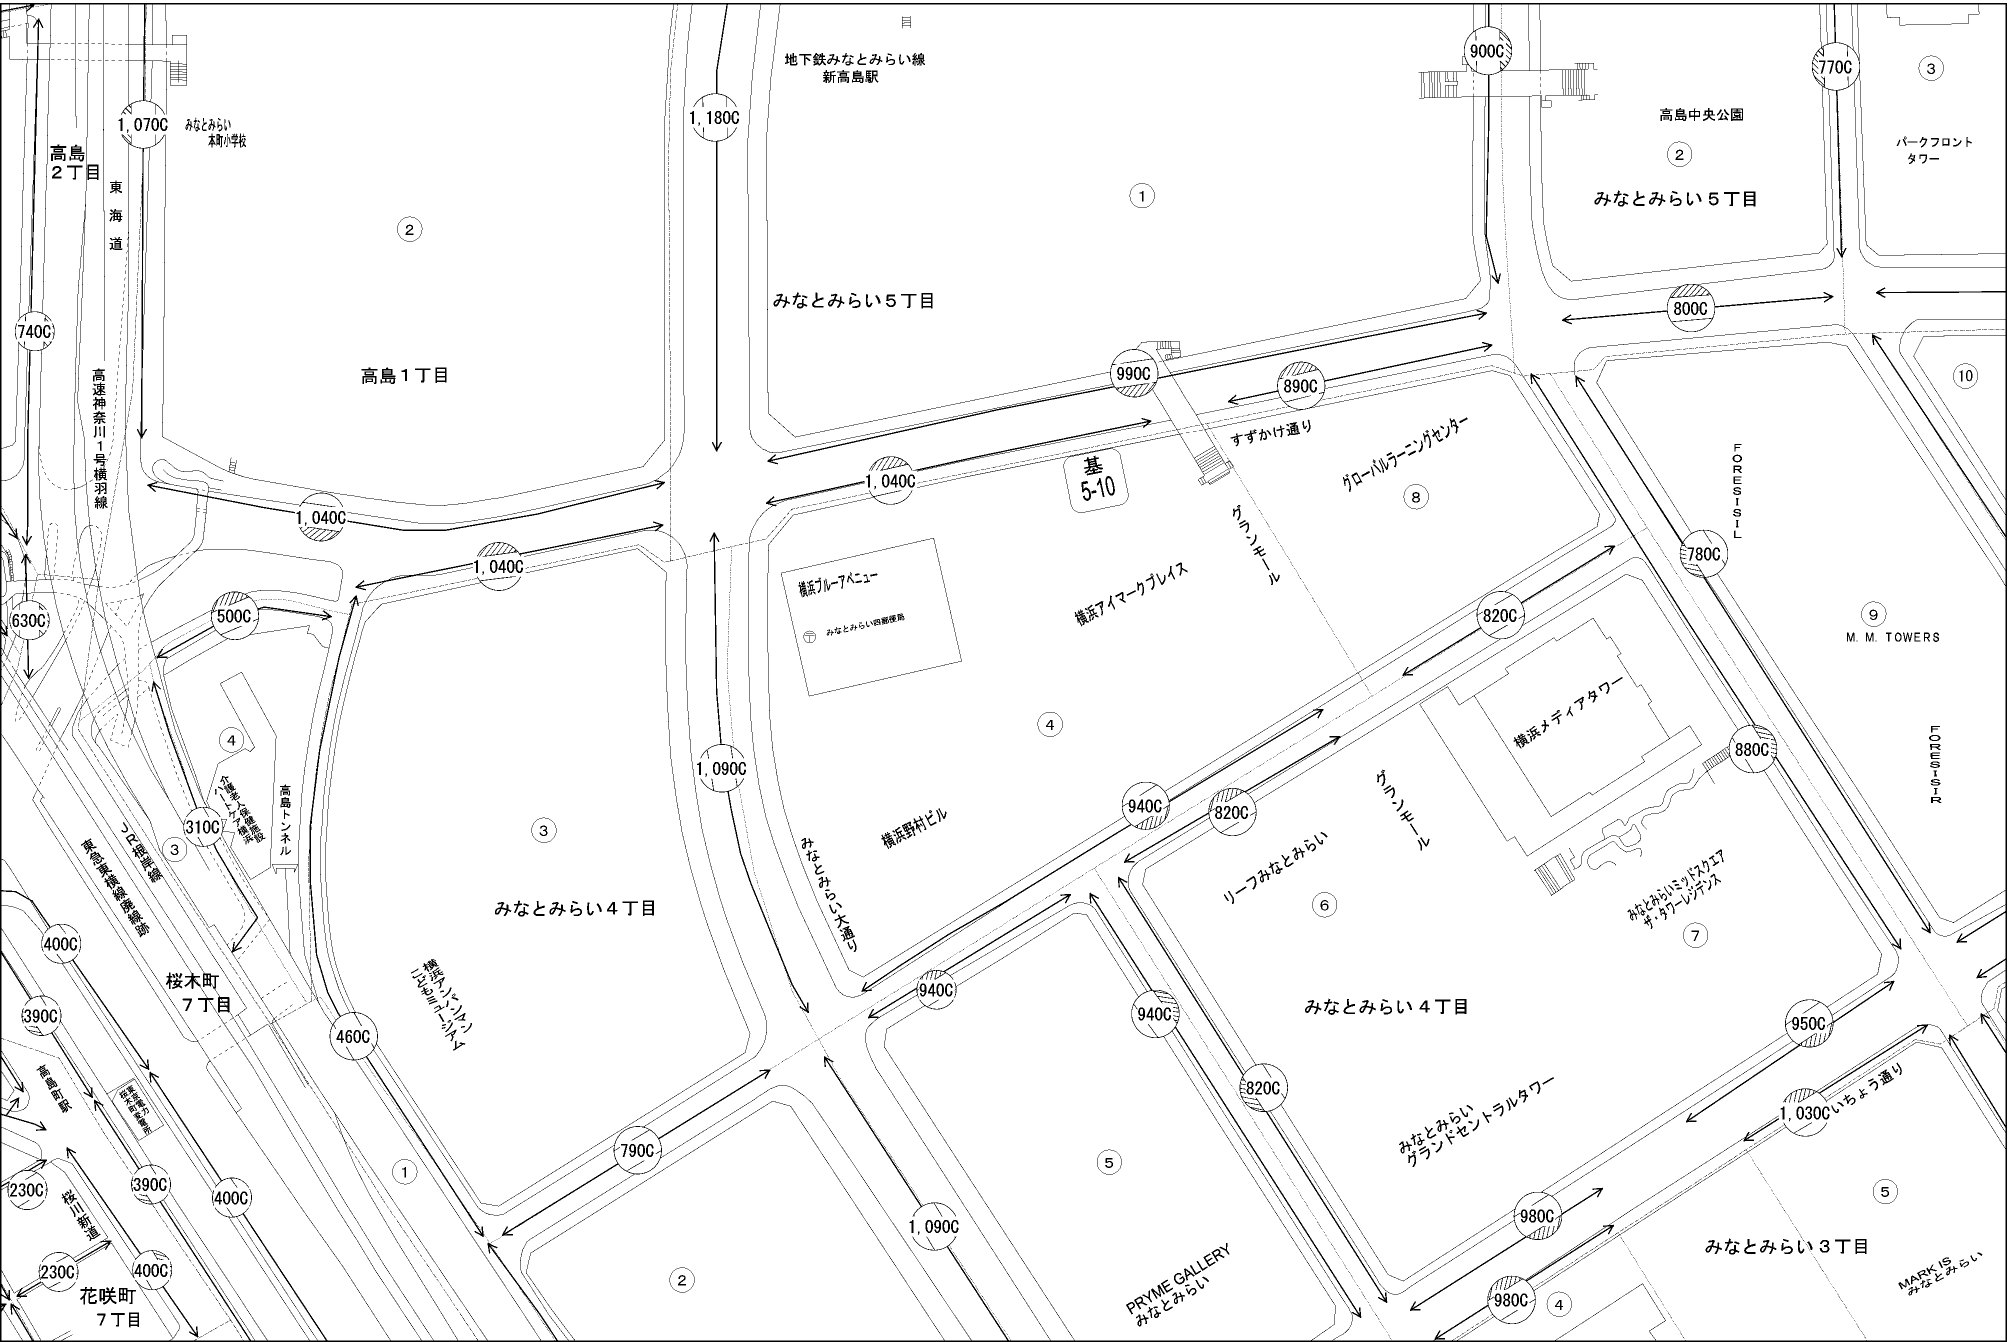 地下鉄みなとみらい線
新高島駅
900C
770C
3
1,070C
みなとみらい
本町小学校
1,180C
高島中央公園
2
パークフロント
タワー
高島
2丁目
東海道
1
みなとみらい5丁目
2
みなとみらい5丁目
800C
740C
高島1丁目
高速神奈川1号横羽線
990C
890C
10
すずかけ通り
グローバルラーニングセンター
FORESISIL
基
5-10
1,040C
8
1,040C
グランモール
780C
1,040C
横浜ブルーアベニュー
みなとみらい四郵便局
横浜アイマークプレイス
500C
630C
820C
9
M. M. TOWERS
横浜メディアタワー
4
4
880C
FORESISR
1,090C
高島トンネル
介護老人保健施設
ハートケア横浜
310C
3
JR根岸線
東急東横線廃線跡
3
横浜野村ビル
940C
820C
グランモール
みなとみらい大通り
リーフみなとみらい
6
みなとみらいミッドスクエア
ザ・タワーレジデンス
7
みなとみらい4丁目
400C
桜木町
7丁目
横浜アンパンマン
こどもミュージアム
940C
940C
みなとみらい4丁目
390C
460C
950C
高島町駅
東京電力
桜木町変電所
820C
みなとみらい
グランドセントラルタワー
1,030C
いちょう通り
790C
1
5
5
230C
390C
400C
桜川新道
1,090C
980C
みなとみらい3丁目
230C
400C
2
PRYME GALLERY
みなとみらい
MARK IS
みなとみらい
花咲町
7丁目
980C
4